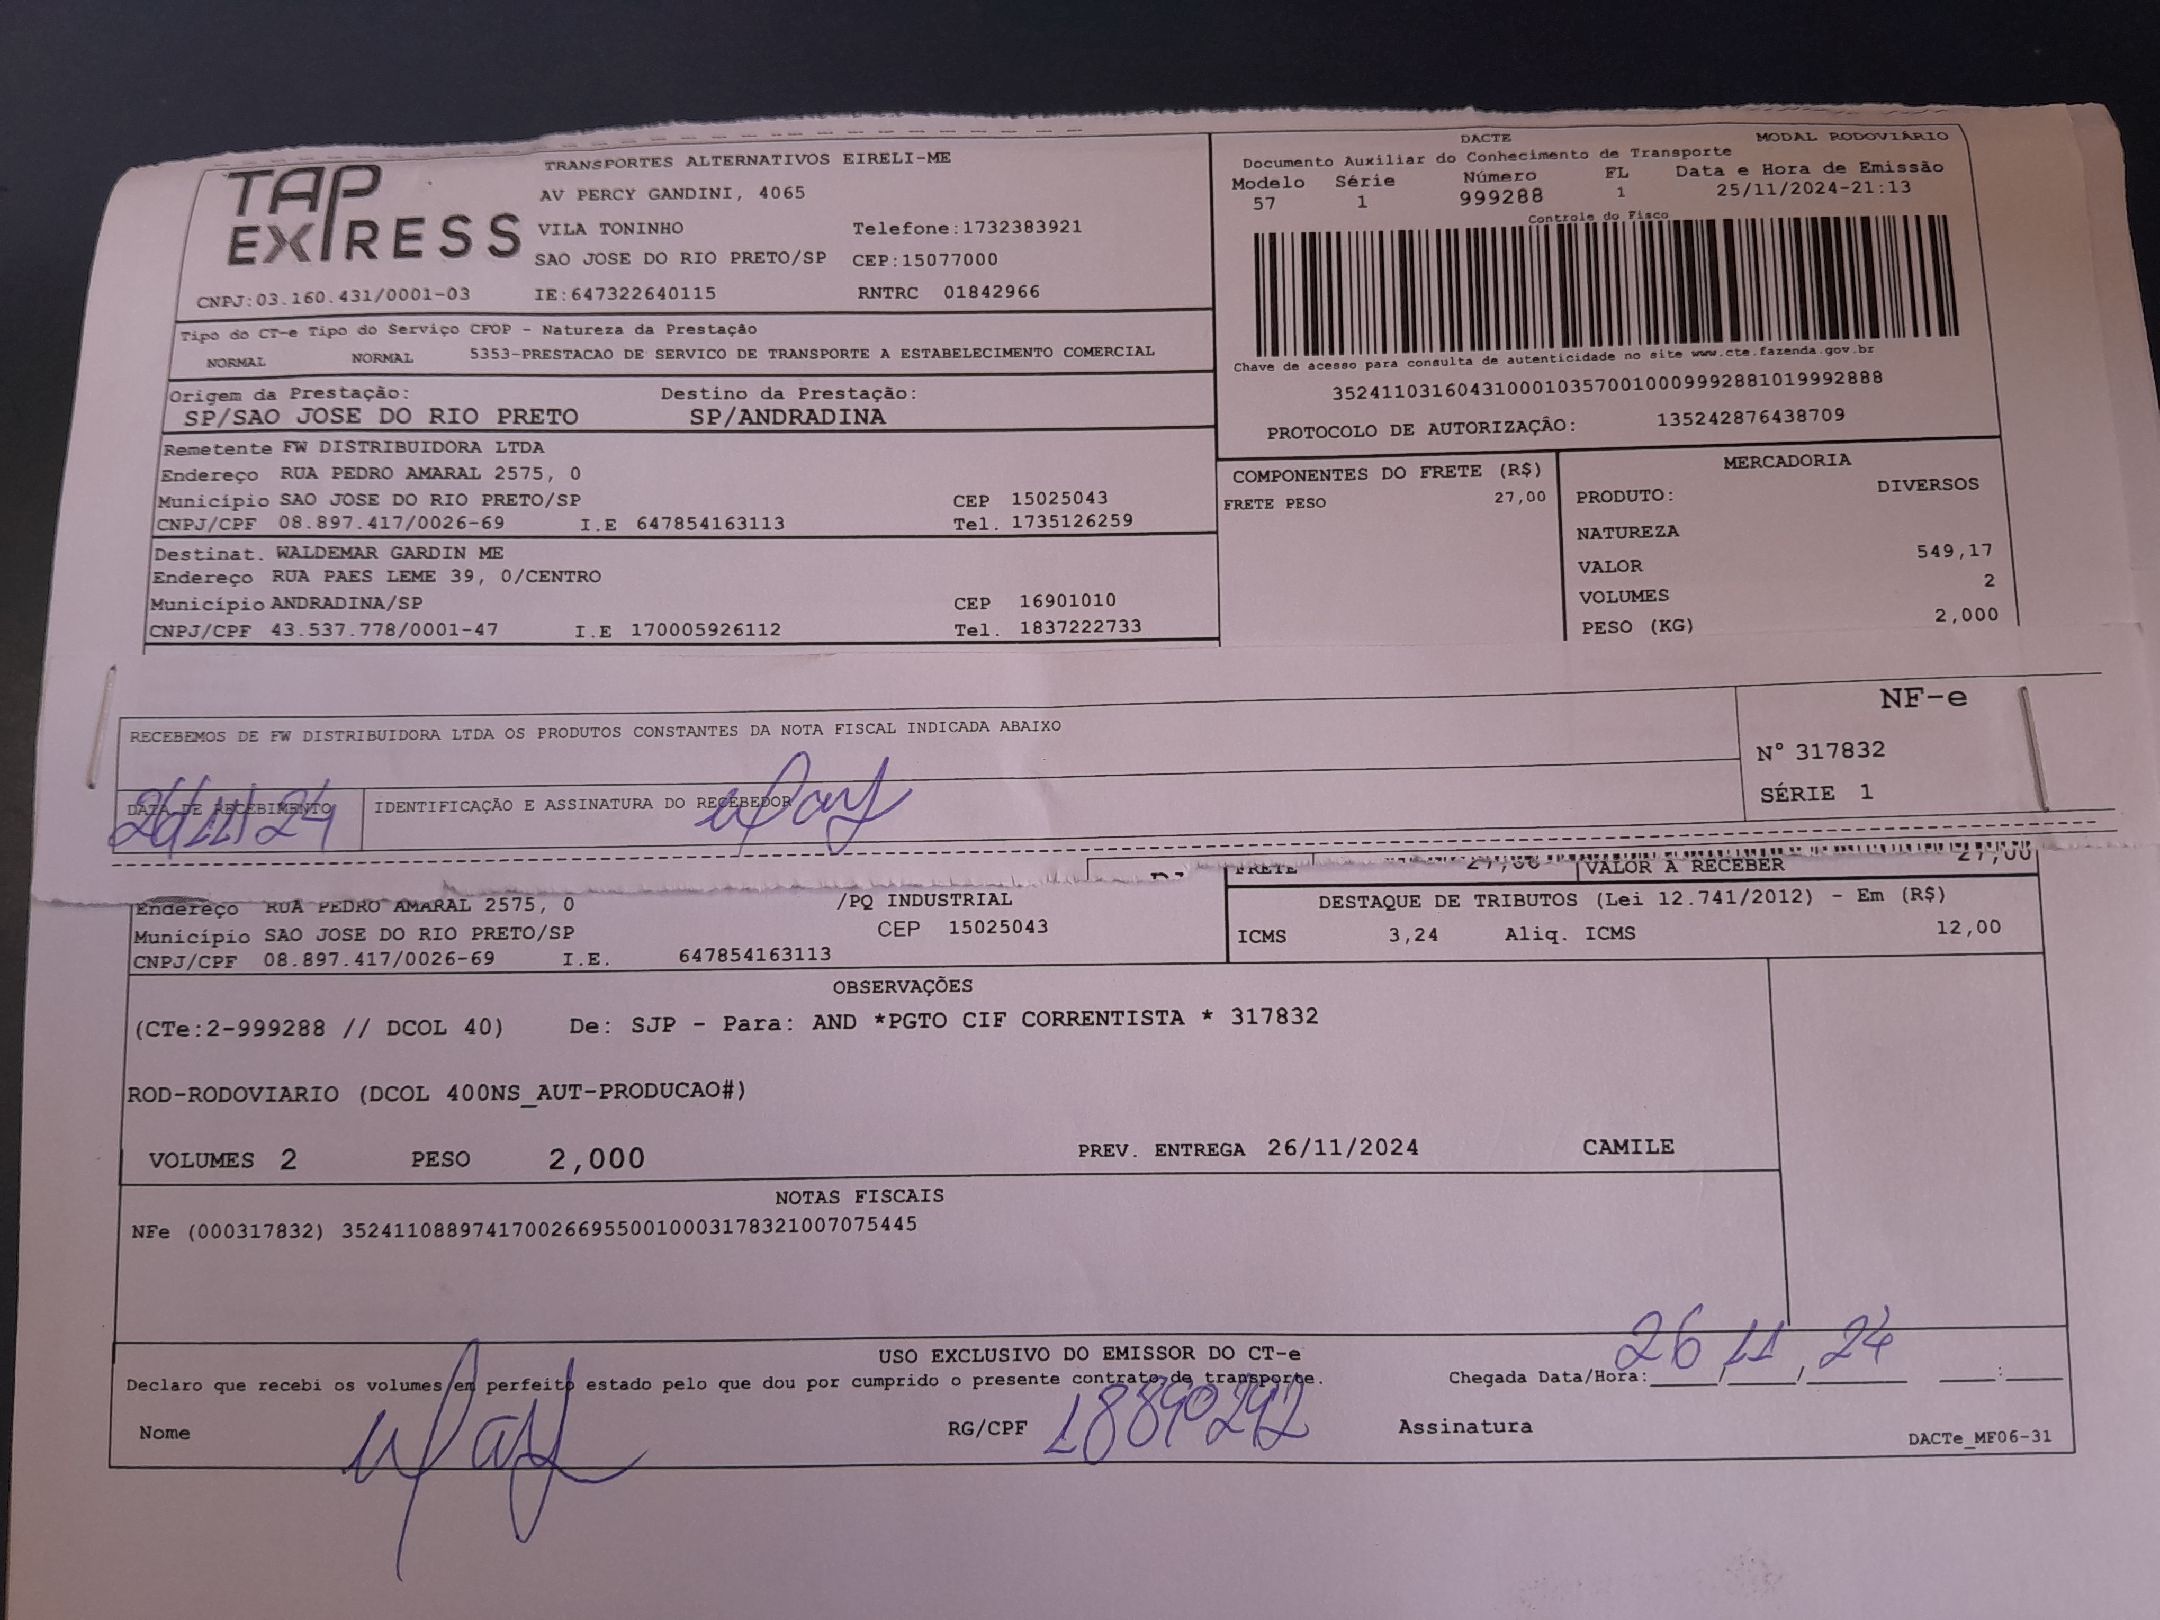 TAP EXPRESS
TRANSPORTES ALTERNATIVOS EIRELI-ME
AV PERCY GANDINI, 4065
VILA TONINHO Telefone:1732383921
SAO JOSE DO RIO PRETO/SP CEP:15077000
CNPJ:03.160.431/0001-03 IE:647322640115 RNTRC 01842966
Tipo do CT-e Tipo do Serviço CFOP - Natureza da Prestação
NORMAL NORMAL 5353-PRESTACAO DE SERVICO DE TRANSPORTE A ESTABELECIMENTO COMERCIAL
Origem da Prestação: Destino da Prestação:
SP/SAO JOSE DO RIO PRETO SP/ANDRADINA
Remetente FW DISTRIBUIDORA LTDA
Endereço RUA PEDRO AMARAL 2575, 0
Município SAO JOSE DO RIO PRETO/SP CEP 15025043
CNPJ/CPF 08.897.417/0026-69 I.E 647854163113 Tel. 1735126259
Destinat. WALDEMAR GARDIN ME
Endereço RUA PAES LEME 39, 0/CENTRO
Município ANDRADINA/SP CEP 16901010
CNPJ/CPF 43.537.778/0001-47 I.E 170005926112 Tel. 1837222733
DACTE MODAL RODOVIÁRIO
Documento Auxiliar do Conhecimento de Transporte
Modelo Série Número FL Data e Hora de Emissão
57 1 999288 1 25/11/2024-21:13
Controle do Fisco
Chave de acesso para consulta de autenticidade no site www.cte.fazenda.gov.br
35241103160431000103570010009992881019992888
PROTOCOLO DE AUTORIZAÇÃO: 135242876438709
COMPONENTES DO FRETE (R$)
FRETE PESO 27,00
MERCADORIA
PRODUTO: DIVERSOS
NATUREZA
VALOR 549,17
VOLUMES 2
PESO (KG) 2,000
RECEBEMOS DE FW DISTRIBUIDORA LTDA OS PRODUTOS CONSTANTES DA NOTA FISCAL INDICADA ABAIXO
DATA DE RECEBIMENTO IDENTIFICAÇÃO E ASSINATURA DO RECEBEDOR
26/11/24
NF-e
N° 317832
SÉRIE 1
FRETE 27,00 VALOR A RECEBER 27,00
Endereço RUA PEDRO AMARAL 2575, 0 /PQ INDUSTRIAL
Município SAO JOSE DO RIO PRETO/SP CEP 15025043
CNPJ/CPF 08.897.417/0026-69 I.E. 647854163113
DESTAQUE DE TRIBUTOS (Lei 12.741/2012) - Em (R$)
ICMS 3,24 Aliq. ICMS 12,00
OBSERVAÇÕES
(CTe:2-999288 // DCOL 40) De: SJP - Para: AND *PGTO CIF CORRENTISTA * 317832
ROD-RODOVIARIO (DCOL 400NS_AUT-PRODUCAO#)
VOLUMES 2 PESO 2,000 PREV. ENTREGA 26/11/2024 CAMILE
NOTAS FISCAIS
NFe (000317832) 35241108897417002669550010003178321007075445
USO EXCLUSIVO DO EMISSOR DO CT-e
Declaro que recebi os volumes em perfeito estado pelo que dou por cumprido o presente contrato de transporte. Chegada Data/Hora:____/____/______ ___:___
26 11 24
Nome RG/CPF 18890292 Assinatura
DACTe_MF06-31